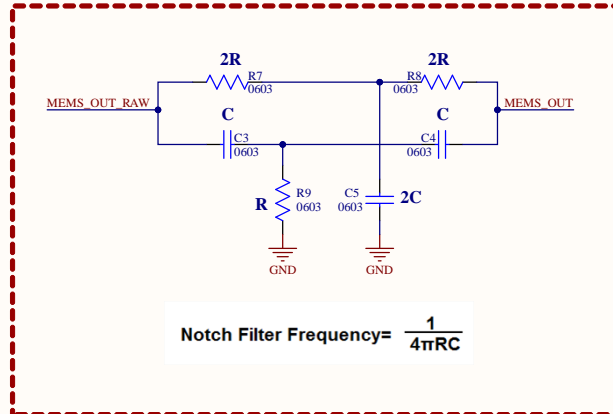 2R
2R
R7
0603
R8
0603
MEMS_OUT_RAW
MEMS_OUT
C
C
C3
0603
C4
0603
R
R9
0603
C5
0603
2C
GND
GND
Notch Filter Frequency= 1
4πRC